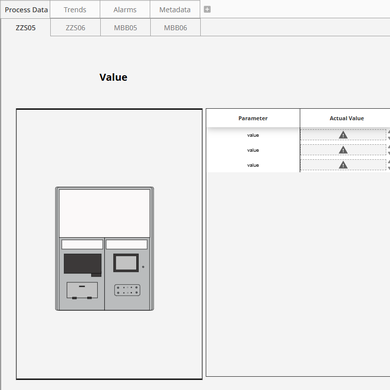 Process Data Trends Alarms Metadata
ZZS05 ZZS06 MBB05 MBB06
Value
Parameter Actual Value
value
value
value